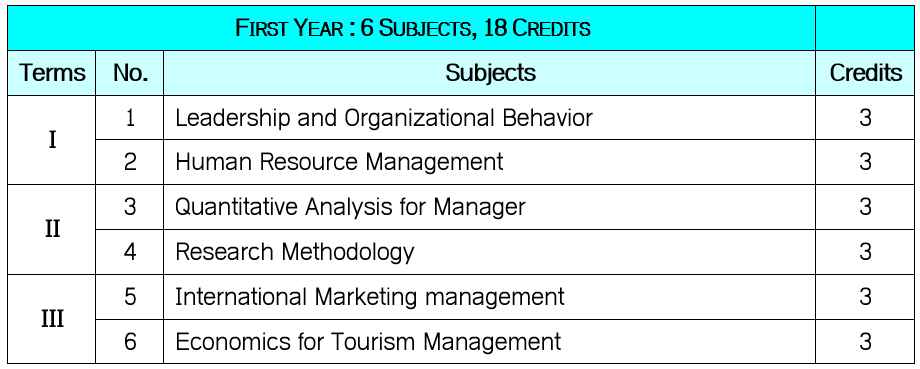 First Year : 6 Subjects, 18 Credits
Terms No. Subjects Credits
I 1 Leadership and Organizational Behavior 3
2 Human Resource Management 3
II 3 Quantitative Analysis for Manager 3
4 Research Methodology 3
III 5 International Marketing management 3
6 Economics for Tourism Management 3